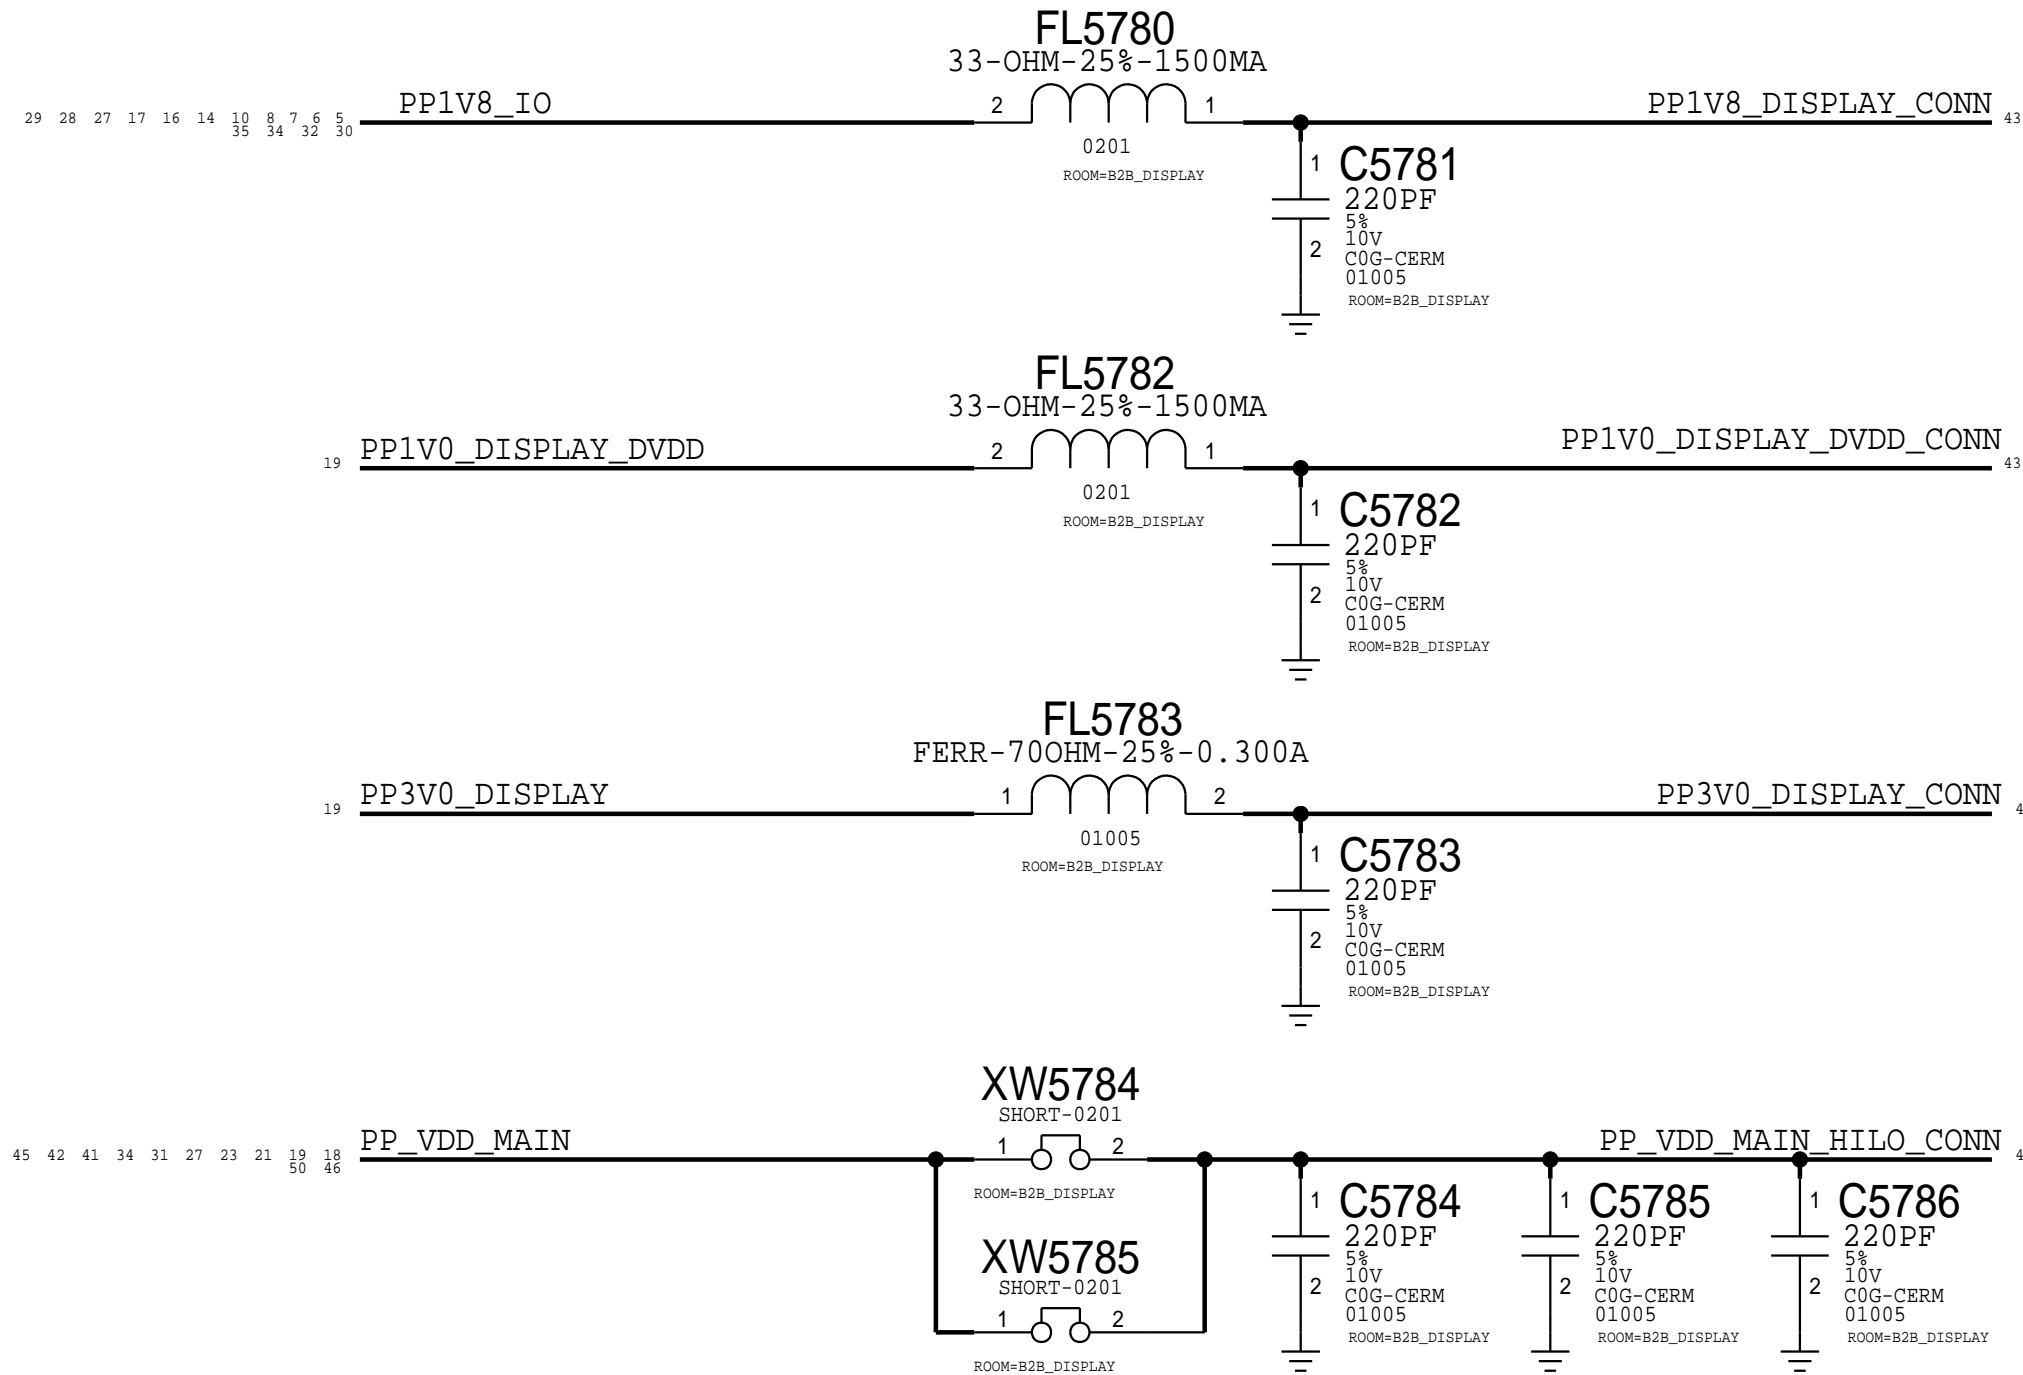 FL5780
33-OHM-25%-1500MA
29 28 27 17 16 14 10 8 7 6 5
35 34 32 30
PP1V8_IO
2 1
PP1V8_DISPLAY_CONN 43
0201
ROOM=B2B_DISPLAY
1 C5781
220PF
5%
10V
2
C0G-CERM
01005
ROOM=B2B_DISPLAY
FL5782
33-OHM-25%-1500MA
19 PP1V0_DISPLAY_DVDD
2 1
PP1V0_DISPLAY_DVDD_CONN 43
0201
ROOM=B2B_DISPLAY
1 C5782
220PF
5%
10V
2
C0G-CERM
01005
ROOM=B2B_DISPLAY
FL5783
FERR-70OHM-25%-0.300A
19 PP3V0_DISPLAY
1 2
PP3V0_DISPLAY_CONN 4
01005
ROOM=B2B_DISPLAY
1 C5783
220PF
5%
10V
2
C0G-CERM
01005
ROOM=B2B_DISPLAY
XW5784
SHORT-0201
45 42 41 34 31 27 23 21 19 18
50 46
PP_VDD_MAIN
1 2
PP_VDD_MAIN_HILO_CONN 4
ROOM=B2B_DISPLAY
XW5785
SHORT-0201
1 2
ROOM=B2B_DISPLAY
1 C5784
220PF
5%
10V
2
C0G-CERM
01005
ROOM=B2B_DISPLAY
1 C5785
220PF
5%
10V
2
C0G-CERM
01005
ROOM=B2B_DISPLAY
1 C5786
220PF
5%
10V
2
C0G-CERM
01005
ROOM=B2B_DISPLAY